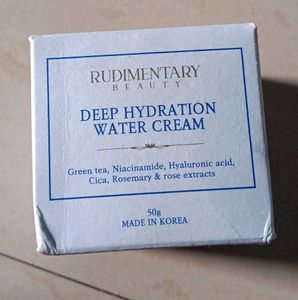 RUDIMENTARY
BEAUTY
DEEP HYDRATION
WATER CREAM
Green tea, Niacinamide, Hyaluronic acid,
Cica, Rosemary & rose extracts
50g
MADE IN KOREA